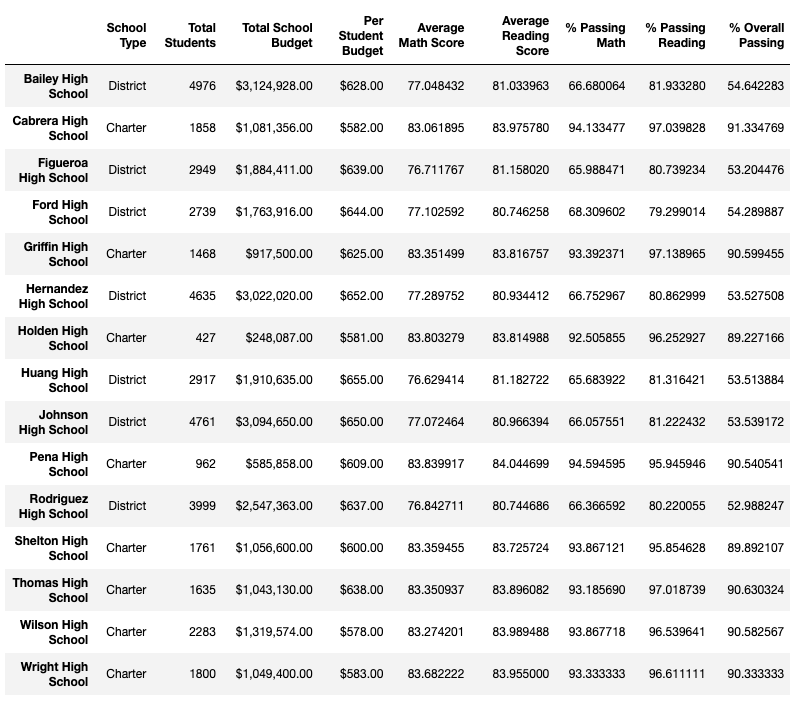 School Type Total Students Total School Budget Per Student Budget Average Math Score Average Reading Score % Passing Math % Passing Reading % Overall Passing
Bailey High School District 4976 $3,124,928.00 $628.00 77.048432 81.033963 66.680064 81.933280 54.642283
Cabrera High School Charter 1858 $1,081,356.00 $582.00 83.061895 83.975780 94.133477 97.039828 91.334769
Figueroa High School District 2949 $1,884,411.00 $639.00 76.711767 81.158020 65.988471 80.739234 53.204476
Ford High School District 2739 $1,763,916.00 $644.00 77.102592 80.746258 68.309602 79.299014 54.289887
Griffin High School Charter 1468 $917,500.00 $625.00 83.351499 83.816757 93.392371 97.138965 90.599455
Hernandez High School District 4635 $3,022,020.00 $652.00 77.289752 80.934412 66.752967 80.862999 53.527508
Holden High School Charter 427 $248,087.00 $581.00 83.803279 83.814988 92.505855 96.252927 89.227166
Huang High School District 2917 $1,910,635.00 $655.00 76.629414 81.182722 65.683922 81.316421 53.513884
Johnson High School District 4761 $3,094,650.00 $650.00 77.072464 80.966394 66.057551 81.222432 53.539172
Pena High School Charter 962 $585,858.00 $609.00 83.839917 84.044699 94.594595 95.945946 90.540541
Rodriguez High School District 3999 $2,547,363.00 $637.00 76.842711 80.744686 66.366592 80.220055 52.988247
Shelton High School Charter 1761 $1,056,600.00 $600.00 83.359455 83.725724 93.867121 95.854628 89.892107
Thomas High School Charter 1635 $1,043,130.00 $638.00 83.350937 83.896082 93.185690 97.018739 90.630324
Wilson High School Charter 2283 $1,319,574.00 $578.00 83.274201 83.989488 93.867718 96.539641 90.582567
Wright High School Charter 1800 $1,049,400.00 $583.00 83.682222 83.955000 93.333333 96.611111 90.333333